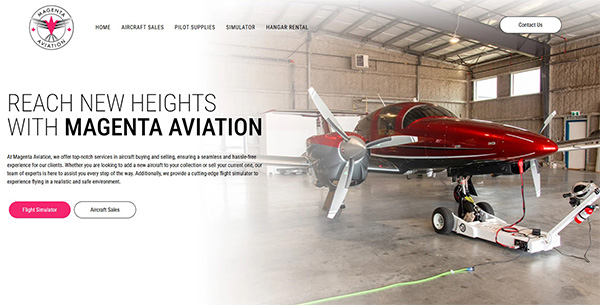 MAGENTA
AVIATION
HOME AIRCRAFT SALES PILOT SUPPLIES SIMULATOR HANGAR RENTAL
Contact Us
REACH NEW HEIGHTS
WITH MAGENTA AVIATION
At Magenta Aviation, we offer top-notch services in aircraft buying and selling, ensuring a seamless and hassle-free
experience for our clients. Whether you are looking to add a new aircraft to your collection or sell your current one, our
team of experts is here to assist you every step of the way. Additionally, we provide a cutting-edge flight simulator to
experience flying in a realistic and safe environment.
Flight Simulator Aircraft Sales